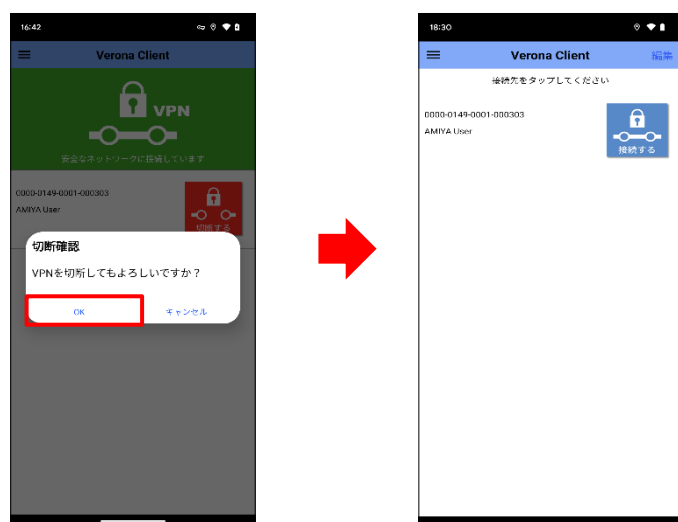 16:42
Verona Client
VPN
安全なネットワークに接続しています
0000-0149-0001-000303
AMIYA User
切断する
切断確認
VPNを切断してもよろしいですか？
OK
キャンセル
18:30
Verona Client
編集
接続先をタップしてください
0000-0149-0001-000303
AMIYA User
接続する